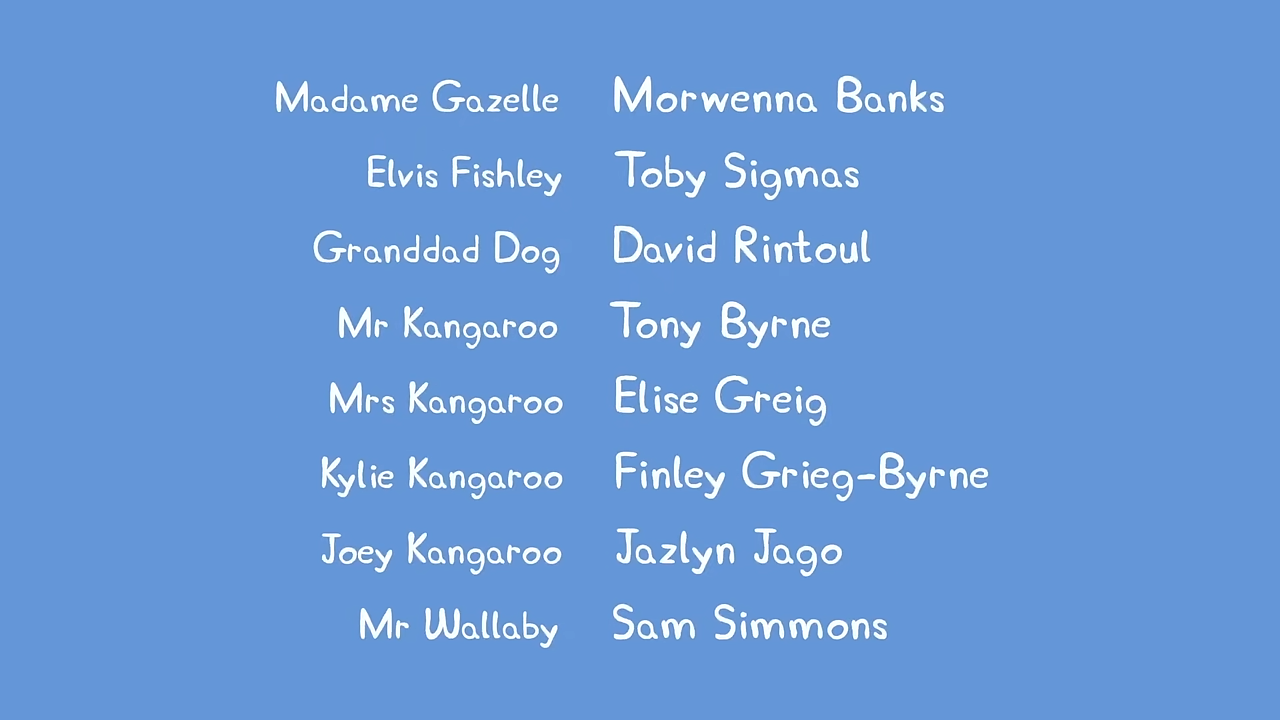 Madame Gazelle Morwenna Banks
Elvis Fishley Toby Sigmas
Granddad Dog David Rintoul
Mr Kangaroo Tony Byrne
Mrs Kangaroo Elise Greig
Kylie Kangaroo Finley Grieg-Byrne
Joey Kangaroo Jazlyn Jago
Mr Wallaby Sam Simmons